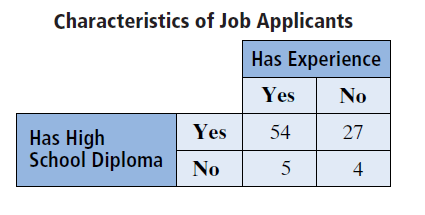 Characteristics of Job Applicants
Has Experience
Yes No
Has High
School Diploma
Yes 54 27
No 5 4